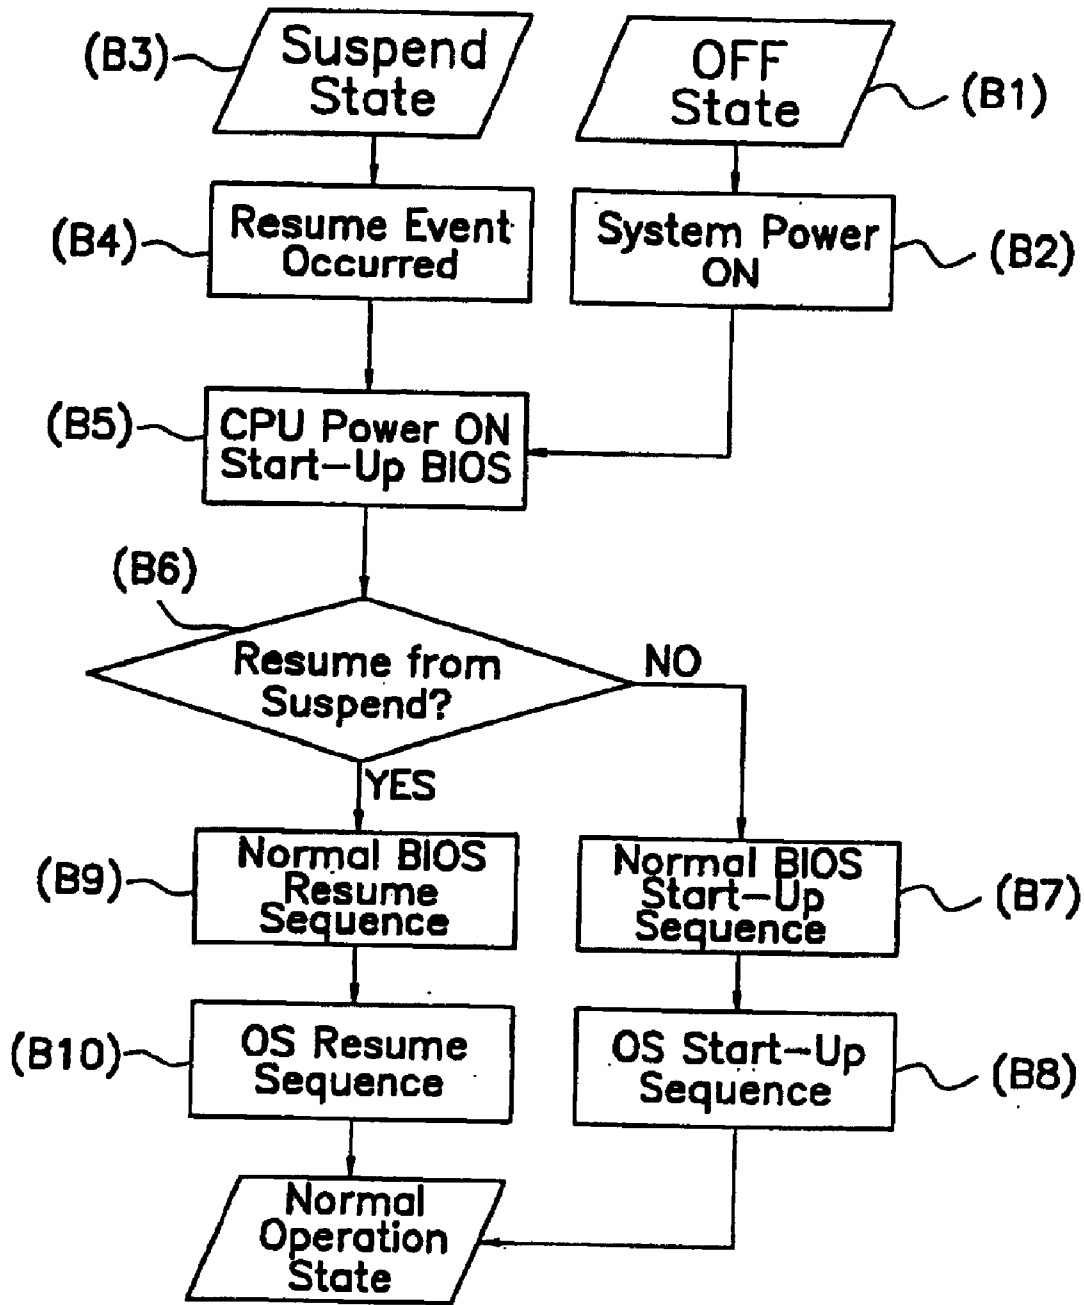 (B3)
Suspend
State
OFF
State
(B1)
(B4)
Resume Event
Occurred
System Power
ON
(B2)
(B5)
CPU Power ON
Start-Up BIOS
(B6)
Resume from
Suspend?
NO
YES
(B9)
Normal BIOS
Resume
Sequence
Normal BIOS
Start-Up
Sequence
(B7)
(B10)
OS Resume
Sequence
OS Start-Up
Sequence
(B8)
Normal
Operation
State